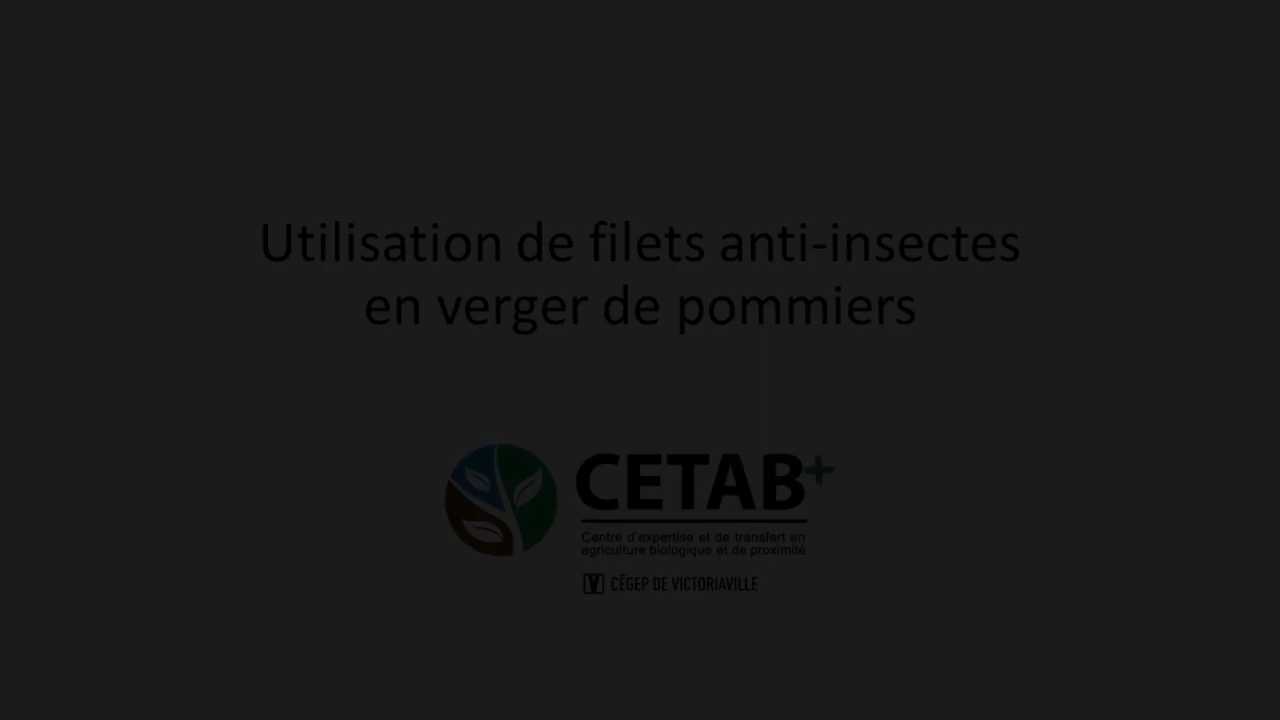 Utilisation de filets anti-insectes
en verger de pommiers
CETAB+
Centre d'expertise et de transfert en
agriculture biologique et de proximité
CÉGEP DE VICTORIAVILLE